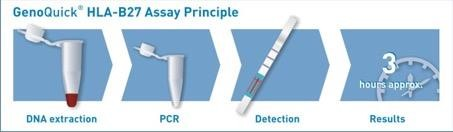 GenoQuick® HLA-B27 Assay Principle
3
hours approx.
DNA extraction
PCR
Detection
Results